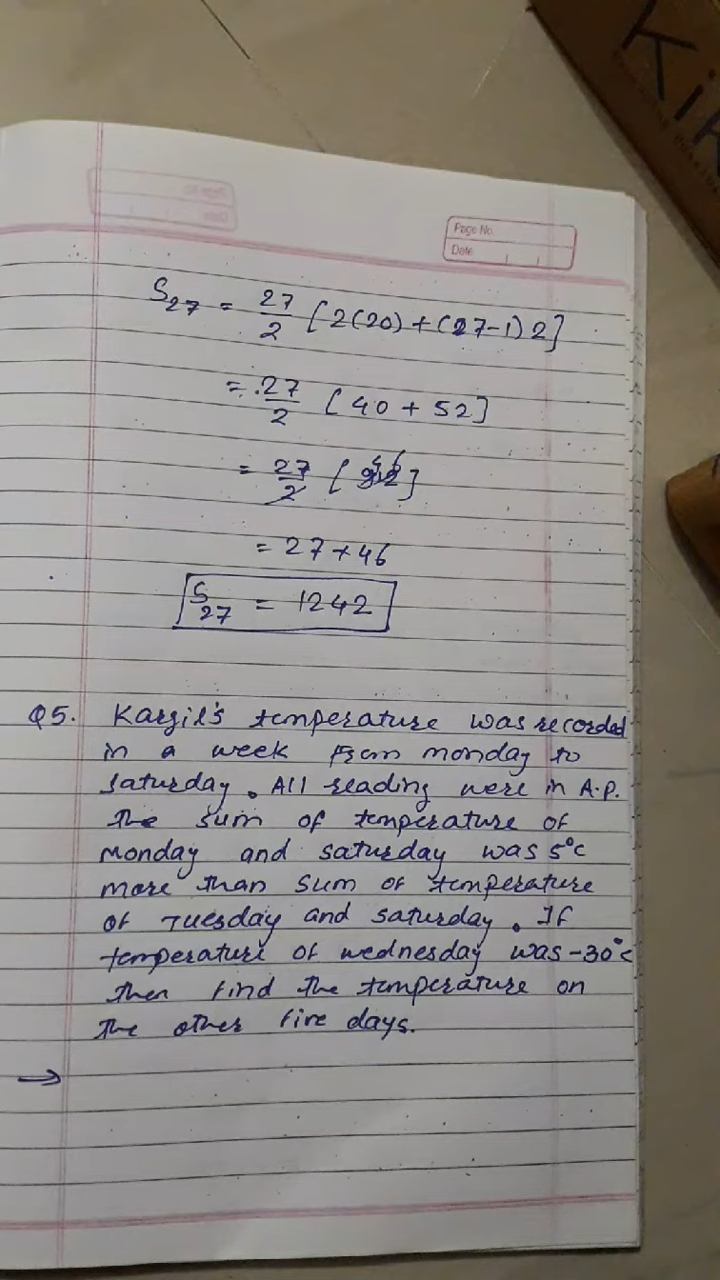 KiR
Page No.
Date
S27 = 27/2 [2(20) + (27-1) 2]
= 27/2 [40 + 52]
= 27/2 [ 46 ]
= 27 × 46
S27 = 1242
Q5. Kargil's temperature was recorded
in a week from monday to
saturday. All reading were in A.P.
The sum of temperature of
monday and saturday was 5°C
more than sum of temperature
of Tuesday and saturday. If
temperature of wednesday was -30°C
then find the temperature on
the other five days.
→